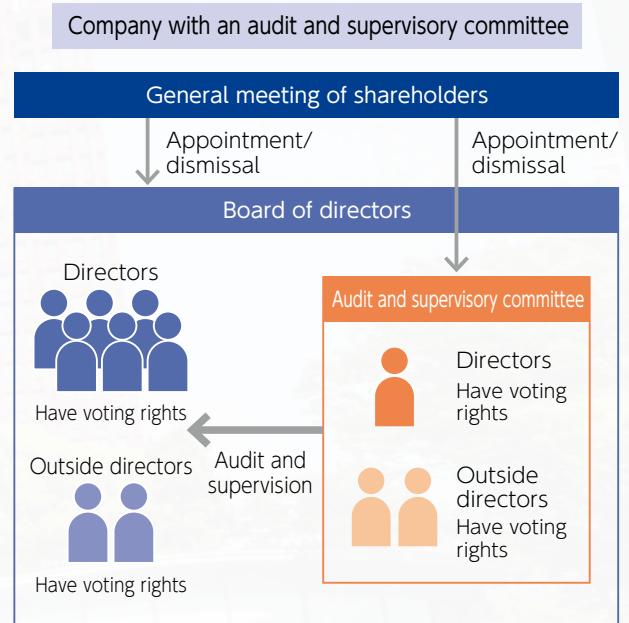 Company with an audit and supervisory committee
General meeting of shareholders
Appointment/
dismissal
Appointment/
dismissal
Board of directors
Directors
Have voting rights
Outside directors
Have voting rights
Audit and
supervision
Audit and supervisory committee
Directors
Have voting
rights
Outside
directors
Have voting
rights